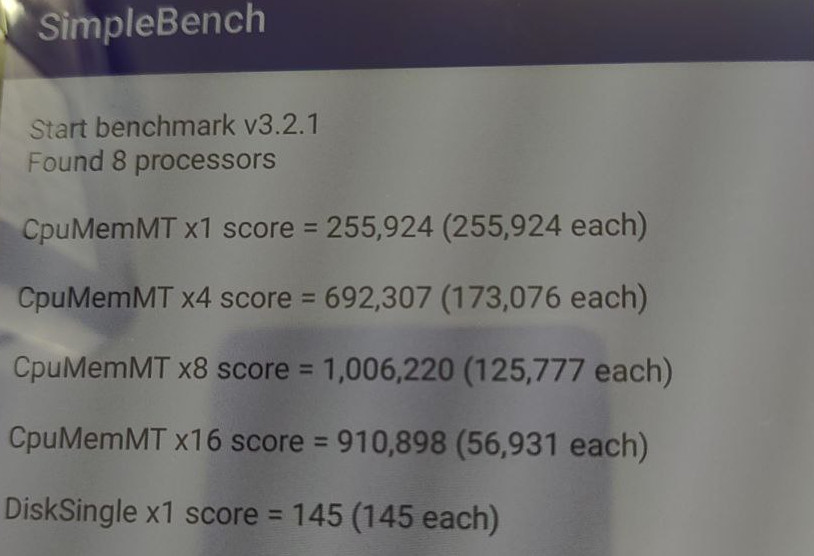 SimpleBench
Start benchmark v3.2.1
Found 8 processors
CpuMemMT x1 score = 255,924 (255,924 each)
CpuMemMT x4 score = 692,307 (173,076 each)
CpuMemMT x8 score = 1,006,220 (125,777 each)
CpuMemMT x16 score = 910,898 (56,931 each)
DiskSingle x1 score = 145 (145 each)